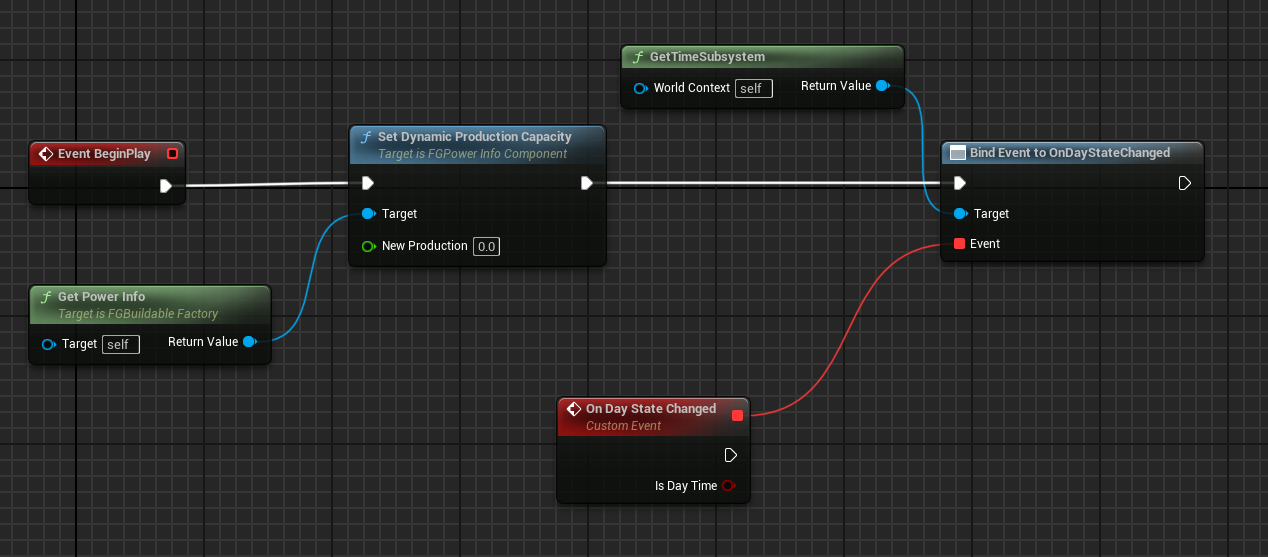 GetTimeSubsystem
World Context self Return Value
Event BeginPlay
Set Dynamic Production Capacity
Target is FGPower Info Component
Target
New Production 0.0
Bind Event to OnDayStateChanged
Target
Event
Get Power Info
Target is FGBuildable Factory
Target self Return Value
On Day State Changed
Custom Event
Is Day Time